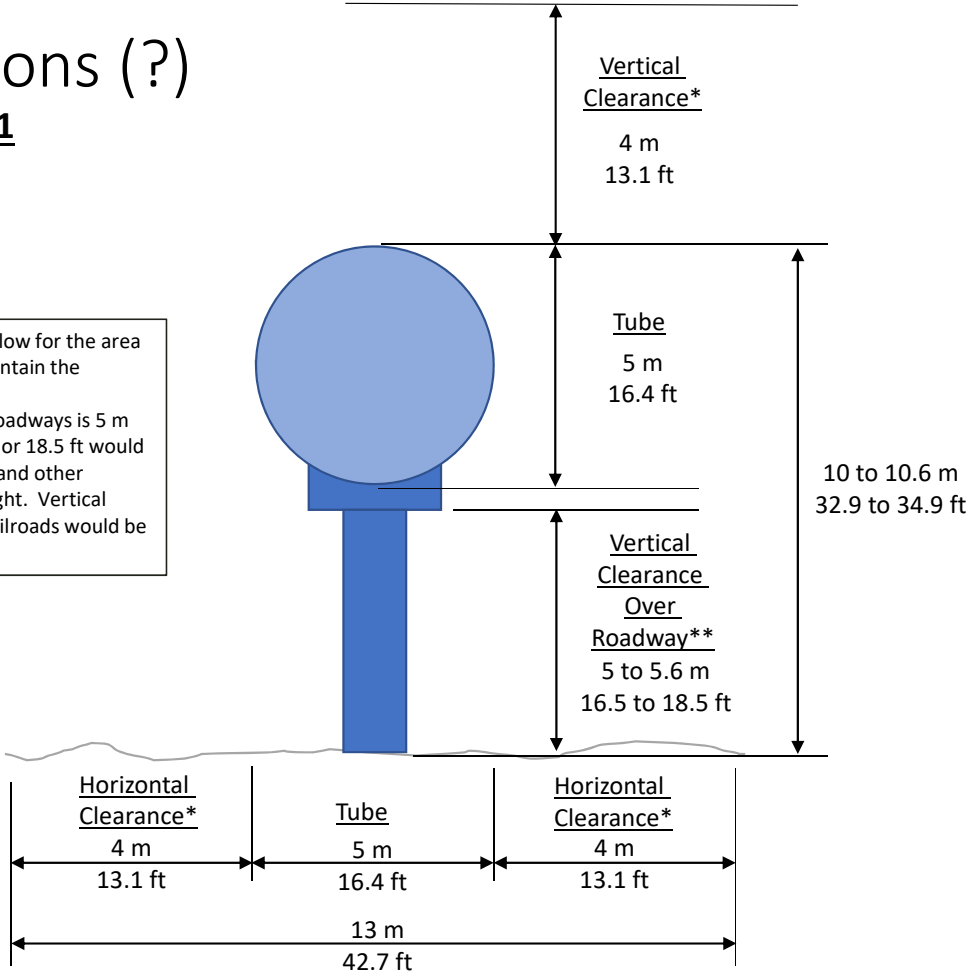 ons (?)
1
low for the area
ntain the
oadways is 5 m
or 18.5 ft would
and other
ght.  Vertical
ilroads would be
Vertical
Clearance*
4 m
13.1 ft
Tube
5 m
16.4 ft
10 to 10.6 m
32.9 to 34.9 ft
Vertical
Clearance
Over
Roadway**
5 to 5.6 m
16.5 to 18.5 ft
Horizontal
Clearance*
4 m
13.1 ft
Tube
5 m
16.4 ft
Horizontal
Clearance*
4 m
13.1 ft
13 m
42.7 ft